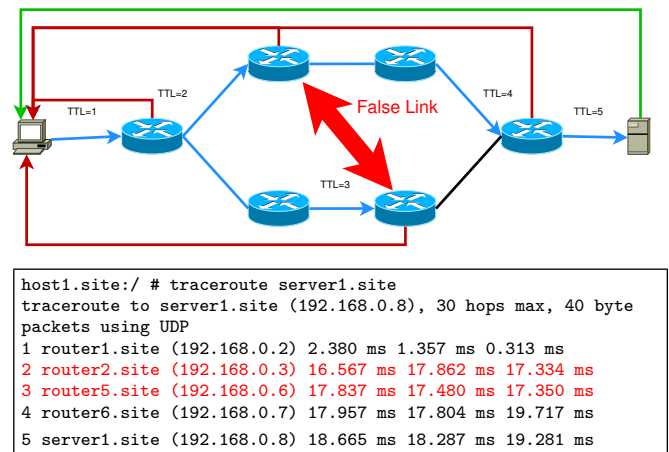 TTL=2
TTL=4
TTL=1
False Link
TTL=5
TTL=3
host1.site:/ # traceroute server1.site
traceroute to server1.site (192.168.0.8), 30 hops max, 40 byte
packets using UDP
1 router1.site (192.168.0.2) 2.380 ms 1.357 ms 0.313 ms
2 router2.site (192.168.0.3) 16.567 ms 17.862 ms 17.334 ms
3 router5.site (192.168.0.6) 17.837 ms 17.480 ms 17.350 ms
4 router6.site (192.168.0.7) 17.957 ms 17.804 ms 19.717 ms
5 server1.site (192.168.0.8) 18.665 ms 18.287 ms 19.281 ms